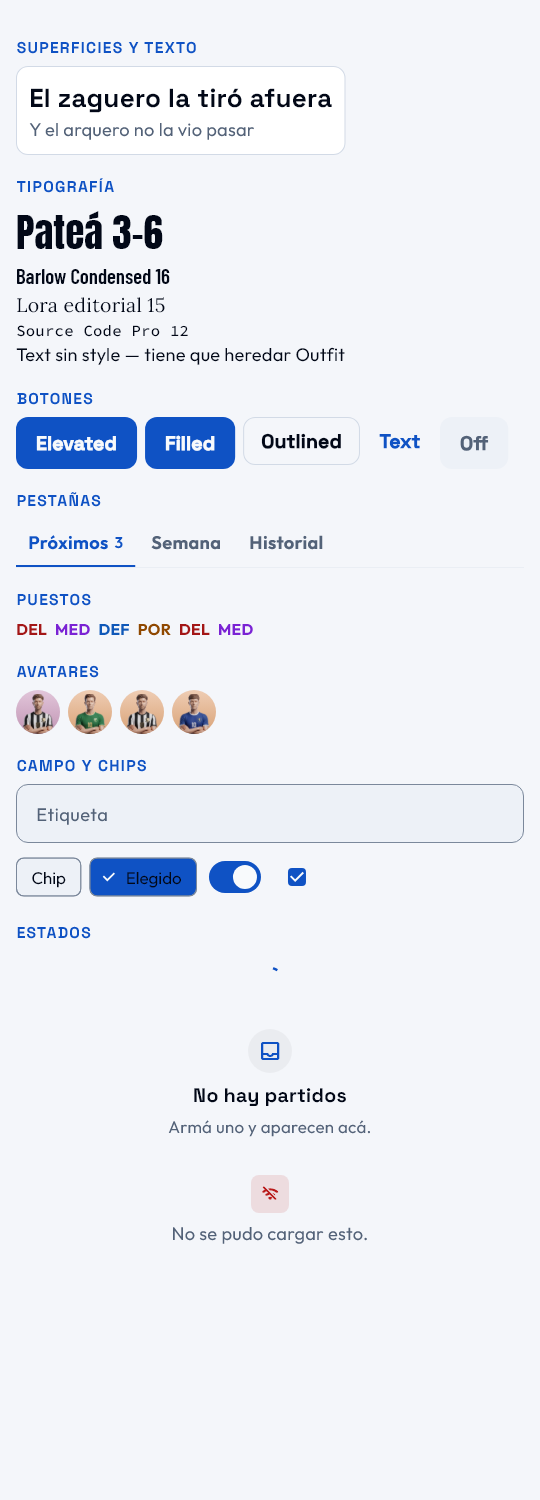 SUPERFICIES Y TEXTO
El zaguero la tiró afuera
Y el arquero no la vio pasar
TIPOGRAFÍA
Pateá 3-6
Barlow Condensed 16
Lora editorial 15
Source Code Pro 12
Text sin style — tiene que heredar Outfit
BOTONES
Elevated Filled Outlined Text Off
PESTAÑAS
Próximos 3 Semana Historial
PUESTOS
DEL MED DEF POR DEL MED
AVATARES
CAMPO Y CHIPS
Etiqueta
Chip Elegido
ESTADOS
No hay partidos
Armá uno y aparecen acá.
No se pudo cargar esto.